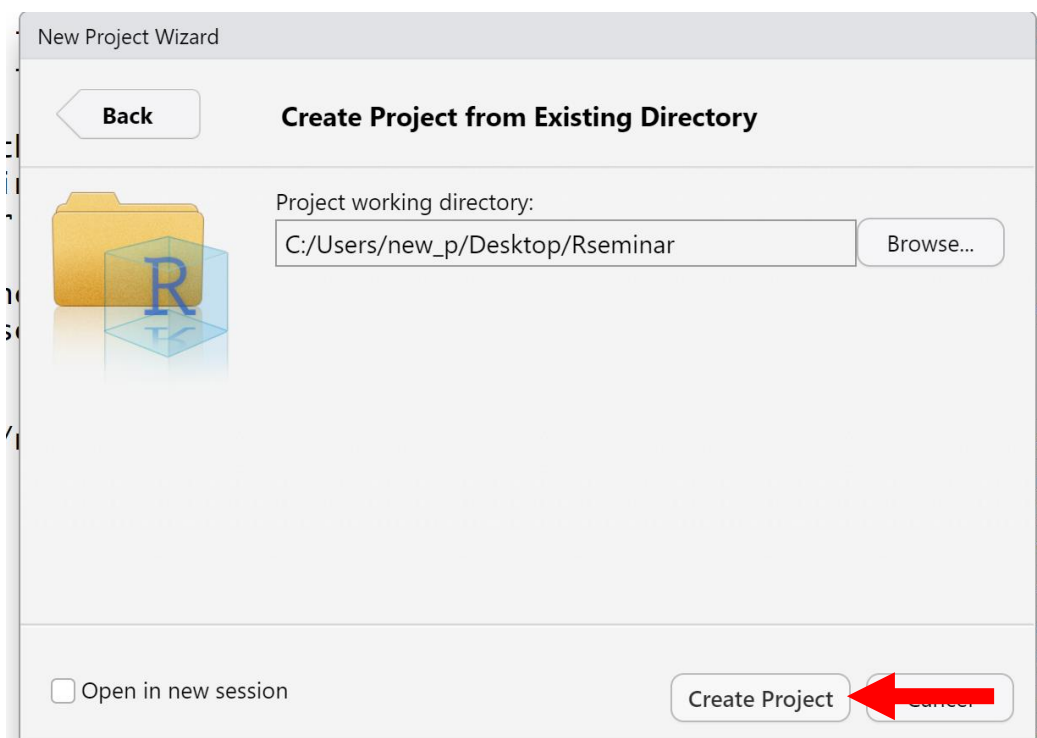 New Project Wizard
Back
Create Project from Existing Directory
Project working directory:
C:/Users/new_p/Desktop/Rseminar
Browse...
R
Open in new session
Create Project
Cancel